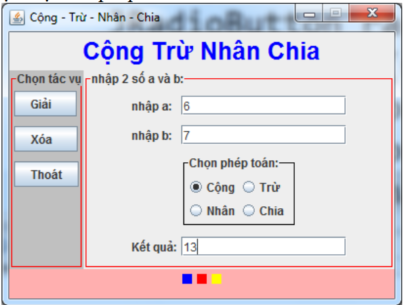 Cộng - Trừ - Nhân - Chia
Cộng Trừ Nhân Chia
Chọn tác vụ
Giải
Xóa
Thoát
nhập 2 số a và b:
nhập a: 6
nhập b: 7
Chọn phép toán:
Cộng Trừ
Nhân Chia
Kết quả: 13